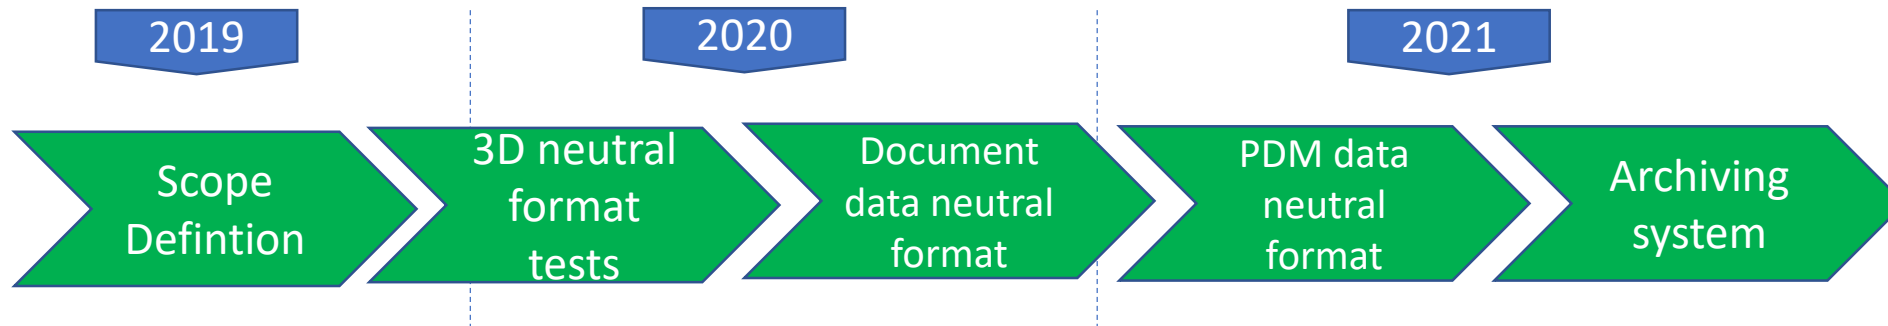 2019
2020
2021
Scope
Defintion
3D neutral
format
tests
Document
data neutral
format
PDM data
neutral
format
Archiving
system